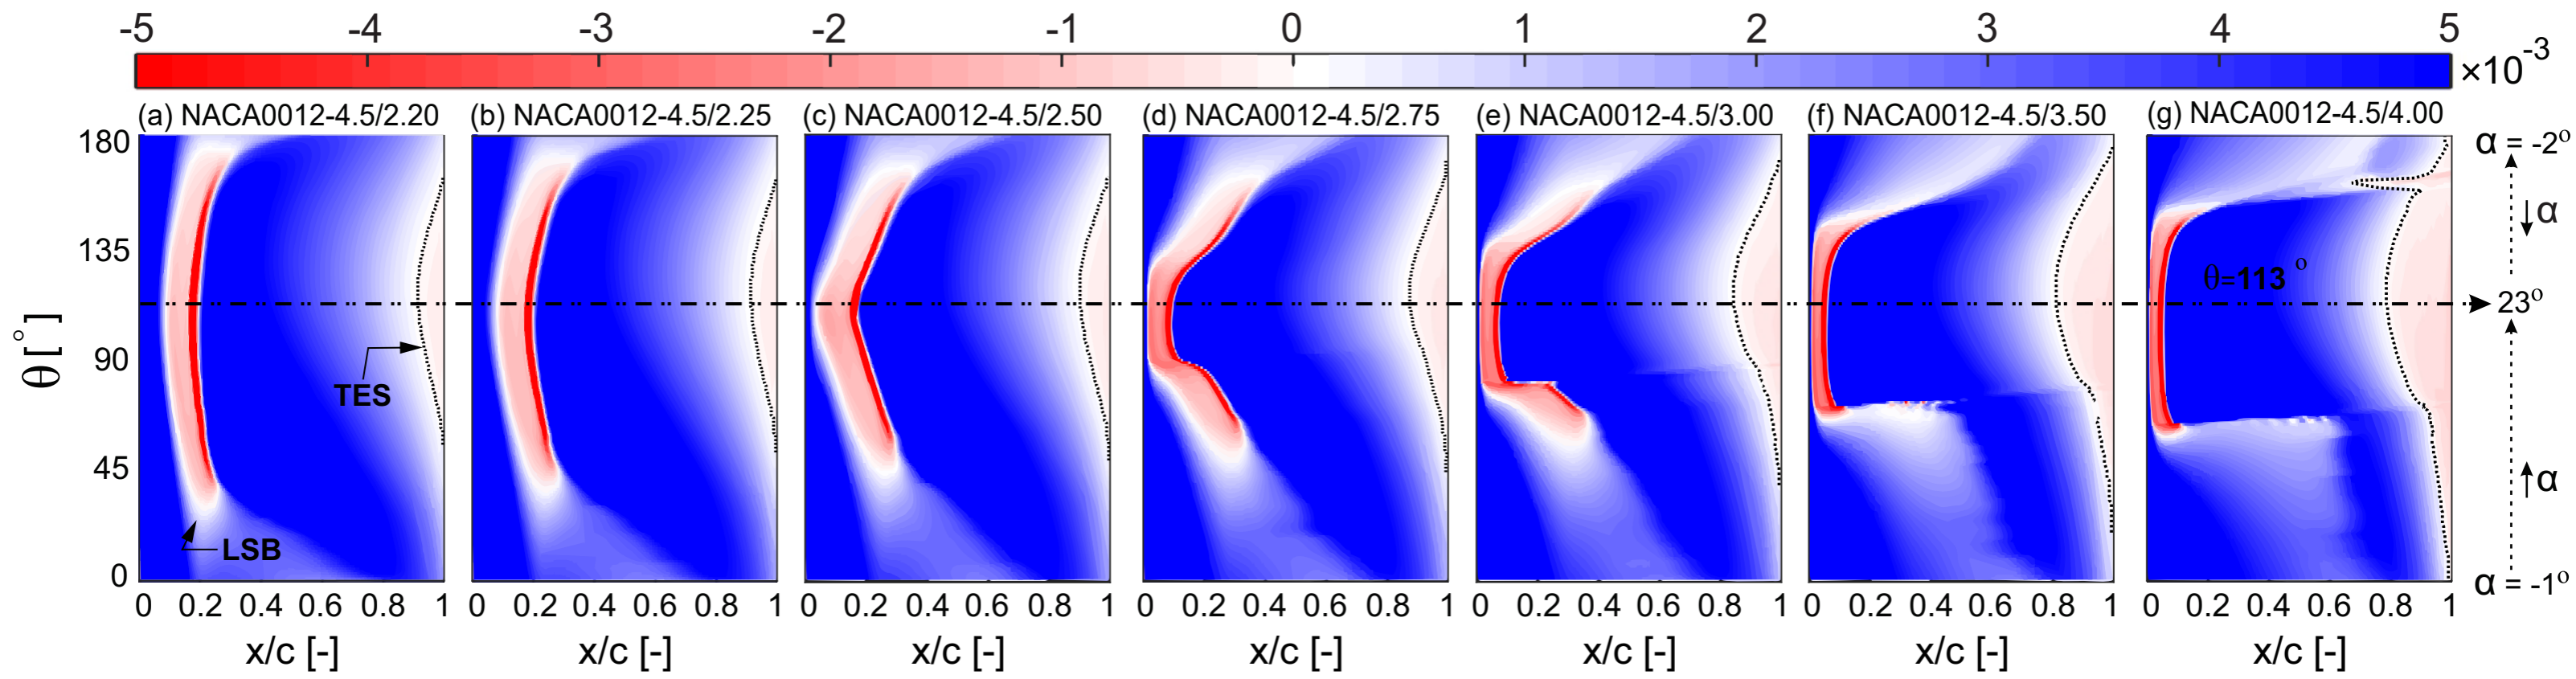 -5 -4 -3 -2 -1 0 1 2 3 4 5
×10⁻³
(a) NACA0012-4.5/2.20 (b) NACA0012-4.5/2.25 (c) NACA0012-4.5/2.50 (d) NACA0012-4.5/2.75 (e) NACA0012-4.5/3.00 (f) NACA0012-4.5/3.50 (g) NACA0012-4.5/4.00
180
α = -2°
↓α
135
θ=113 °
23°
θ[°]
90
TES
45
↑α
LSB
0
α = -1°
0 0.2 0.4 0.6 0.8 1 0 0.2 0.4 0.6 0.8 1 0 0.2 0.4 0.6 0.8 1 0 0.2 0.4 0.6 0.8 1 0 0.2 0.4 0.6 0.8 1 0 0.2 0.4 0.6 0.8 1 0 0.2 0.4 0.6 0.8 1
x/c [-] x/c [-] x/c [-] x/c [-] x/c [-] x/c [-] x/c [-]